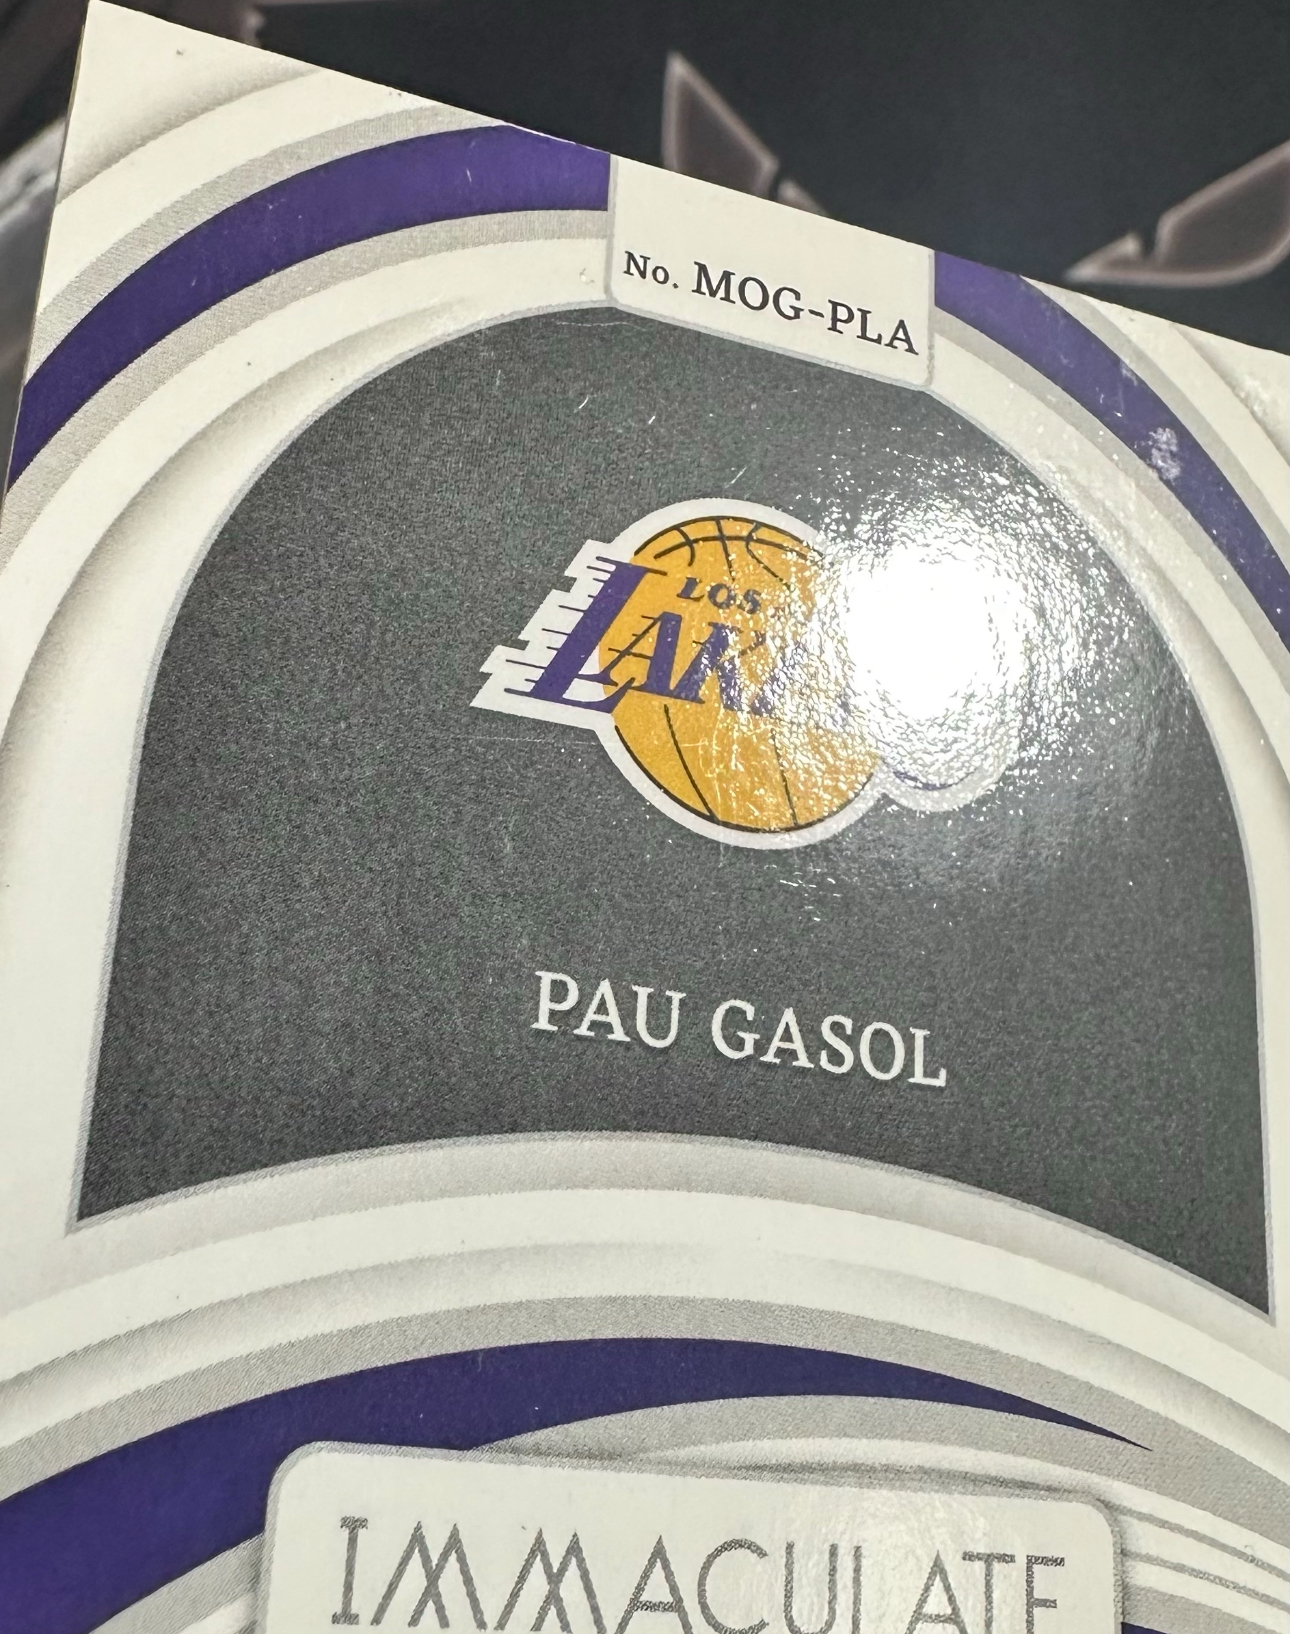 No. MOG-PLA
LOS
PAU GASOL
IMMACULATE